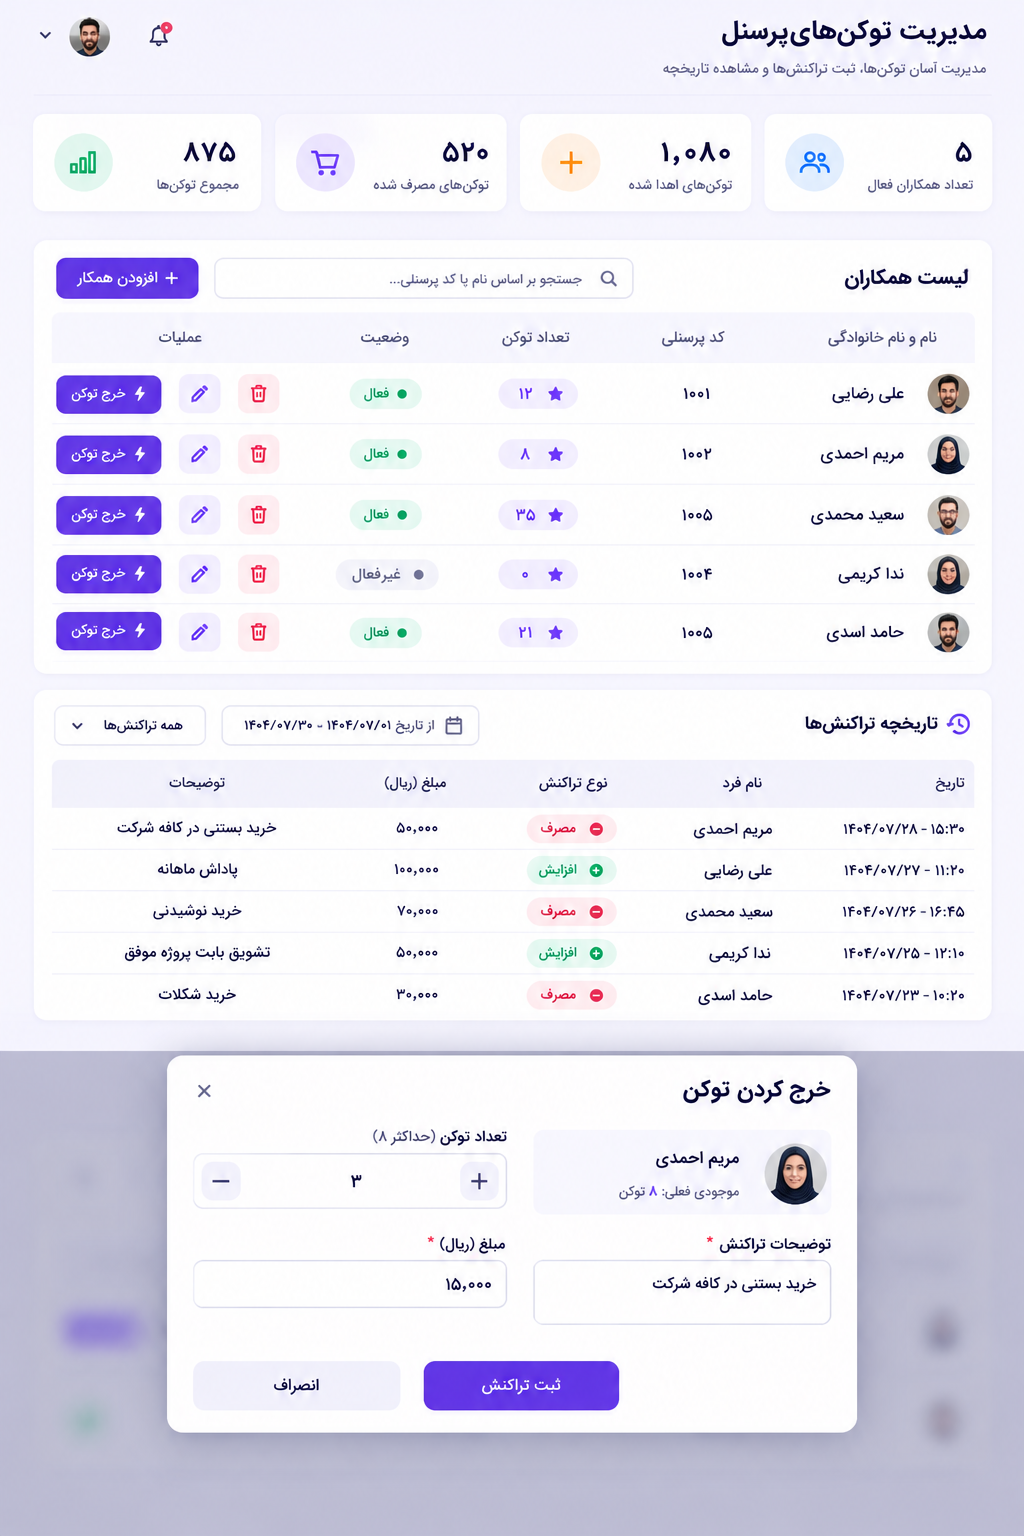 مدیریت توکن‌های‌پرسنل
مدیریت آسان توکن‌ها، ثبت تراکنش‌ها و مشاهده تاریخچه
۵
تعداد همکاران فعال
۱,۰۸۰
توکن‌های اهدا شده
۵۲۰
توکن‌های مصرف شده
۸۷۵
مجموع توکن‌ها
لیست همکاران
جستجو بر اساس نام یا کد پرسنلی...
+ افزودن همکار
نام و نام خانوادگی کد پرسنلی تعداد توکن وضعیت عملیات
علی رضایی ۱۰۰۱ ۱۲ فعال خرج توکن
مریم احمدی ۱۰۰۲ ۸ فعال خرج توکن
سعید محمدی ۱۰۰۵ ۳۵ فعال خرج توکن
ندا کریمی ۱۰۰۴ ۰ غیرفعال خرج توکن
حامد اسدی ۱۰۰۵ ۲۱ فعال خرج توکن
تاریخچه تراکنش‌ها
از تاریخ ۱۴۰۴/۰۷/۰۱ - ۱۴۰۴/۰۷/۳۰
همه تراکنش‌ها
تاریخ نام فرد نوع تراکنش مبلغ (ریال) توضیحات
۱۴۰۴/۰۷/۲۸ - ۱۵:۳۰ مریم احمدی مصرف ۵۰,۰۰۰ خرید بستنی در کافه شرکت
۱۴۰۴/۰۷/۲۷ - ۱۱:۲۰ علی رضایی افزایش ۱۰۰,۰۰۰ پاداش ماهانه
۱۴۰۴/۰۷/۲۶ - ۱۶:۴۵ سعید محمدی مصرف ۷۰,۰۰۰ خرید نوشیدنی
۱۴۰۴/۰۷/۲۵ - ۱۲:۱۰ ندا کریمی افزایش ۵۰,۰۰۰ تشویق بابت پروژه موفق
۱۴۰۴/۰۷/۲۳ - ۱۰:۲۰ حامد اسدی مصرف ۳۰,۰۰۰ خرید شکلات
خرج کردن توکن
مریم احمدی
موجودی فعلی: ۸ توکن
تعداد توکن (حداکثر ۸)
۳
توضیحات تراکنش *
خرید بستنی در کافه شرکت
مبلغ (ریال) *
۱۵,۰۰۰
ثبت تراکنش
انصراف